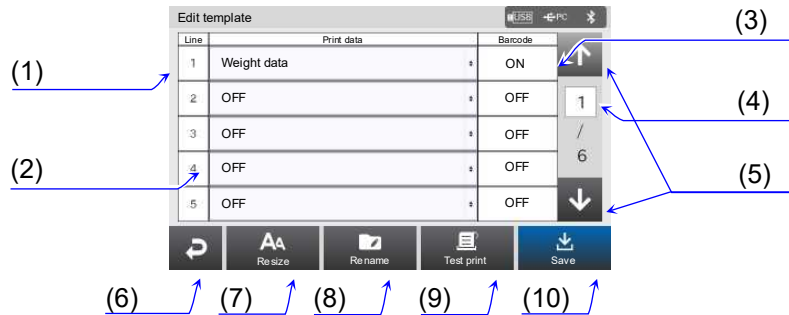 Edit template
USB PC
Line Print data Barcode
1 Weight data ON
2 OFF OFF
3 OFF OFF
4 OFF OFF
5 OFF OFF
1
/
6
Resize Rename Test print Save
(1)
(2)
(3)
(4)
(5)
(6) (7) (8) (9) (10)